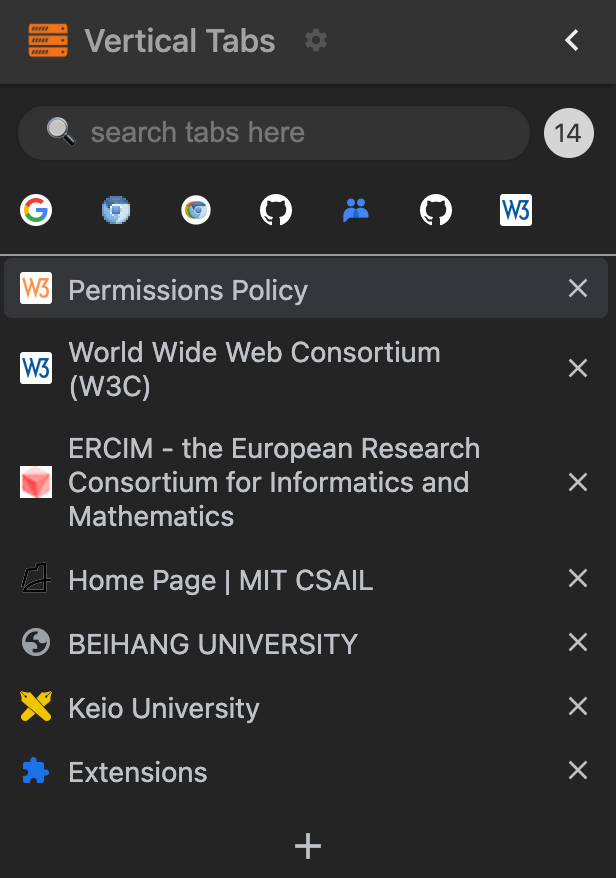 Vertical Tabs
search tabs here
14
W3
W3
Permissions Policy
W3
World Wide Web Consortium
(W3C)
ERCIM - the European Research
Consortium for Informatics and
Mathematics
Home Page | MIT CSAIL
BEIHANG UNIVERSITY
Keio University
Extensions